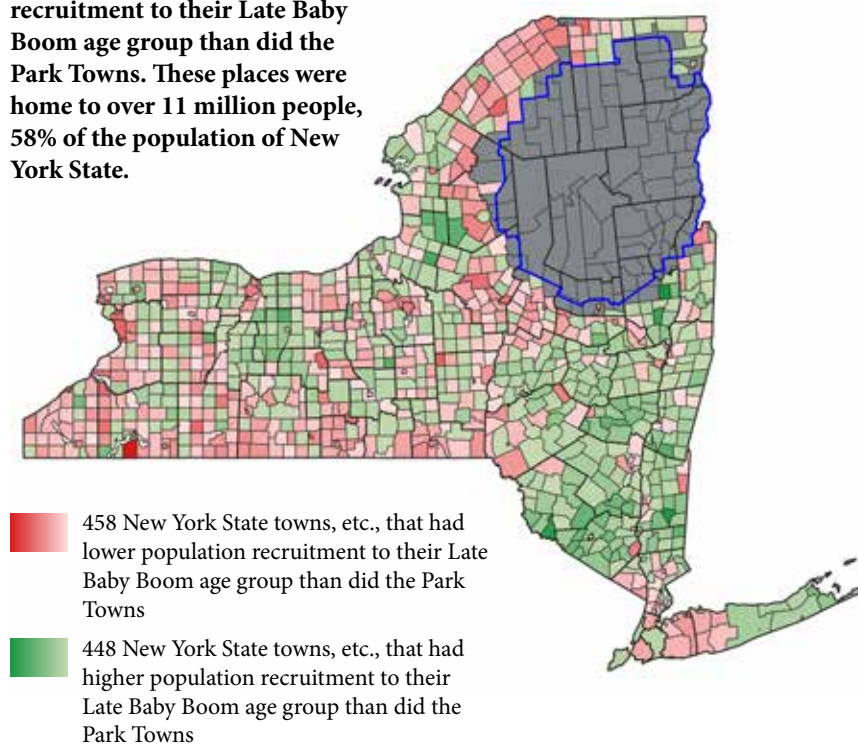 recruitment to their Late Baby
Boom age group than did the
Park Towns. These places were
home to over 11 million people,
58% of the population of New
York State.
458 New York State towns, etc., that had
lower population recruitment to their Late
Baby Boom age group than did the Park
Towns
448 New York State towns, etc., that had
higher population recruitment to their
Late Baby Boom age group than did the
Park Towns